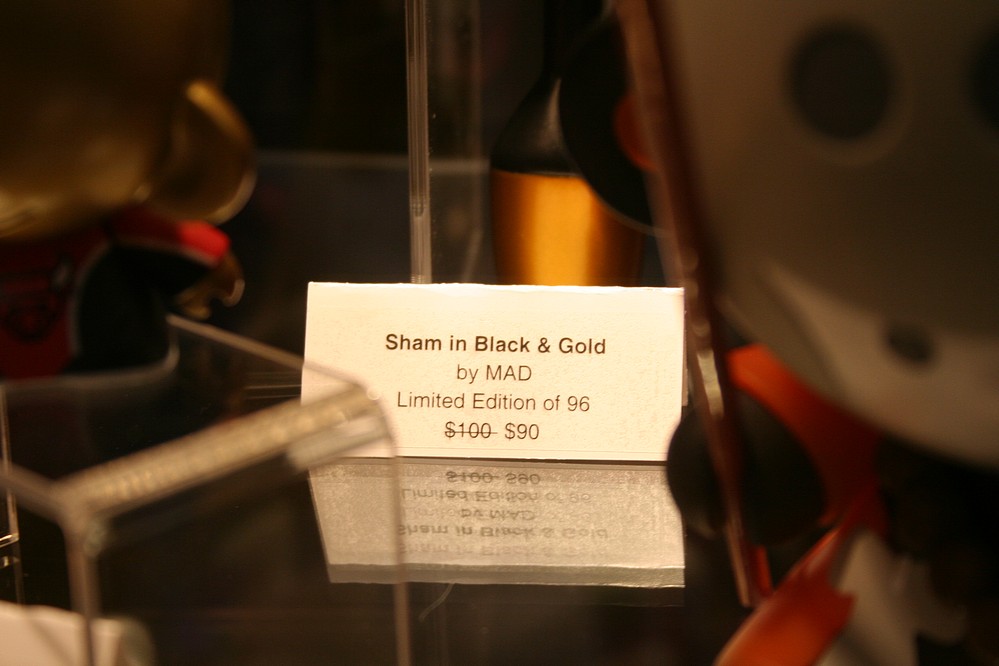 Sham in Black & Gold
by MAD
Limited Edition of 96
$100 $90